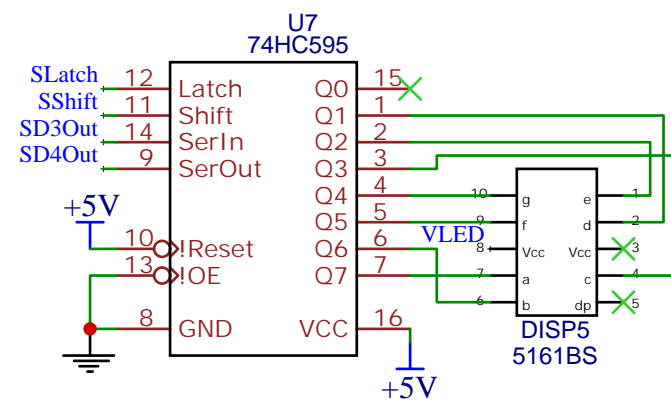 U7
74HC595
SLatch 12 Latch Q0 15
SShift 11 Shift Q1 1
SD3Out 14 SerIn Q2 2
SD4Out 9 SerOut Q3 3
Q4 4
+5V Q5 5
10 !Reset Q6 6
13 !OE Q7 7
8 GND VCC 16
+5V
10 g e 1
9 f d 2
VLED 8 Vcc Vcc 3
7 a c 4
6 b dp 5
DISP5
5161BS